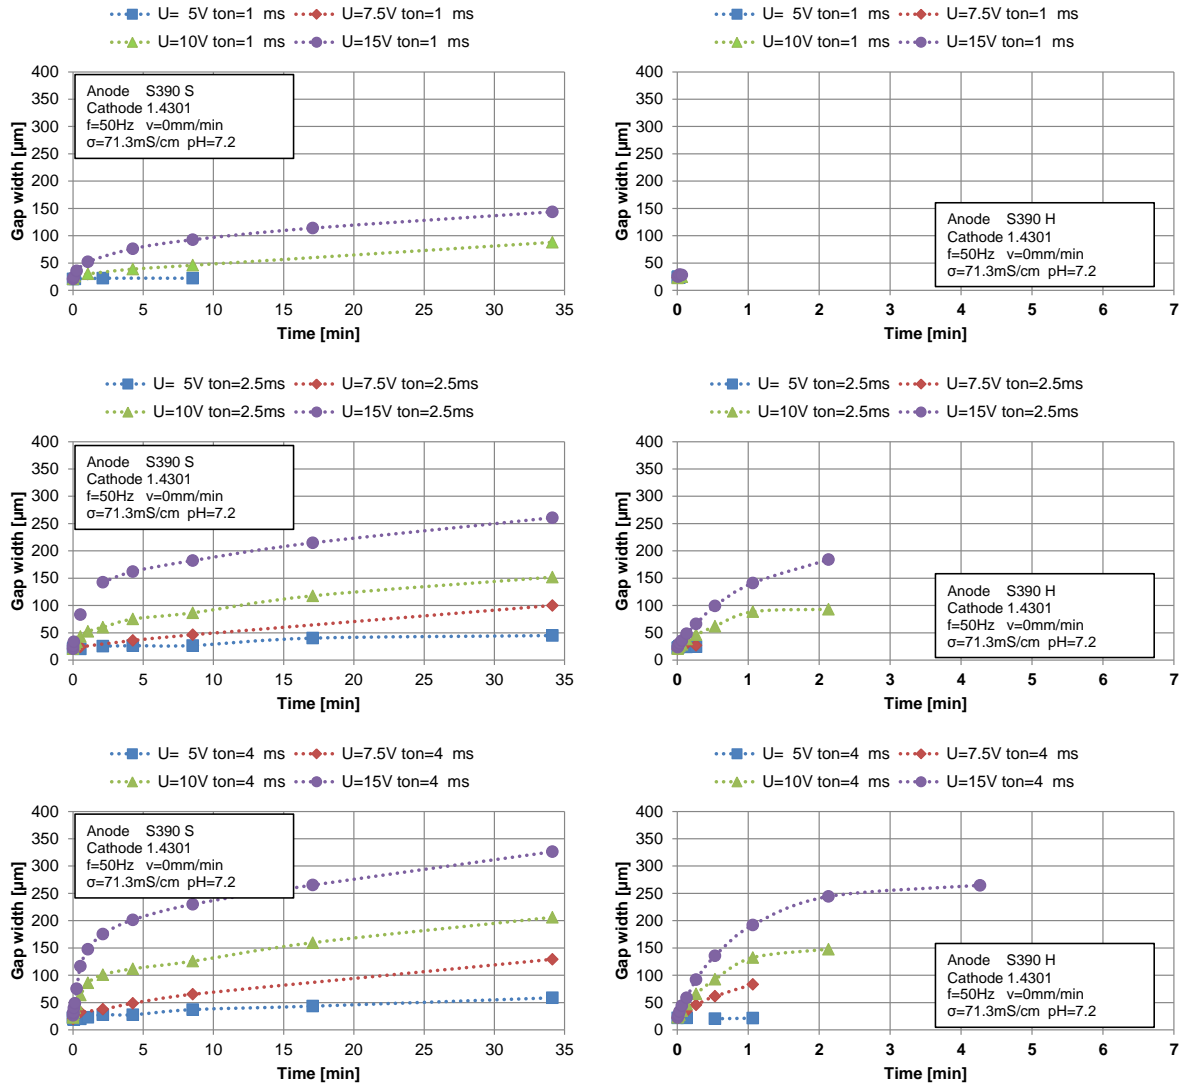 U=  5V ton=1  ms
U=7.5V ton=1  ms
U=10V ton=1  ms
U=15V ton=1  ms
Gap width [µm]
400
350
300
250
200
150
100
50
0
Anode    S390 S
Cathode 1.4301
f=50Hz   v=0mm/min
σ=71.3mS/cm  pH=7.2
0 5 10 15 20 25 30 35
Time [min]
U=  5V ton=1  ms
U=7.5V ton=1  ms
U=10V ton=1  ms
U=15V ton=1  ms
Gap width [µm]
400
350
300
250
200
150
100
50
0
Anode    S390 H
Cathode 1.4301
f=50Hz   v=0mm/min
σ=71.3mS/cm  pH=7.2
0 1 2 3 4 5 6 7
Time [min]
U=  5V ton=2.5ms
U=7.5V ton=2.5ms
U=10V ton=2.5ms
U=15V ton=2.5ms
Gap width [µm]
400
350
300
250
200
150
100
50
0
Anode    S390 S
Cathode 1.4301
f=50Hz   v=0mm/min
σ=71.3mS/cm  pH=7.2
0 5 10 15 20 25 30 35
Time [min]
U=  5V ton=2.5ms
U=7.5V ton=2.5ms
U=10V ton=2.5ms
U=15V ton=2.5ms
Gap width [µm]
400
350
300
250
200
150
100
50
0
Anode    S390 H
Cathode 1.4301
f=50Hz   v=0mm/min
σ=71.3mS/cm  pH=7.2
0 1 2 3 4 5 6 7
Time [min]
U=  5V ton=4  ms
U=7.5V ton=4  ms
U=10V ton=4  ms
U=15V ton=4  ms
Gap width [µm]
400
350
300
250
200
150
100
50
0
Anode    S390 S
Cathode 1.4301
f=50Hz   v=0mm/min
σ=71.3mS/cm  pH=7.2
0 5 10 15 20 25 30 35
Time [min]
U=  5V ton=4  ms
U=7.5V ton=4  ms
U=10V ton=4  ms
U=15V ton=4  ms
Gap width [µm]
400
350
300
250
200
150
100
50
0
Anode    S390 H
Cathode 1.4301
f=50Hz   v=0mm/min
σ=71.3mS/cm  pH=7.2
0 1 2 3 4 5 6 7
Time [min]